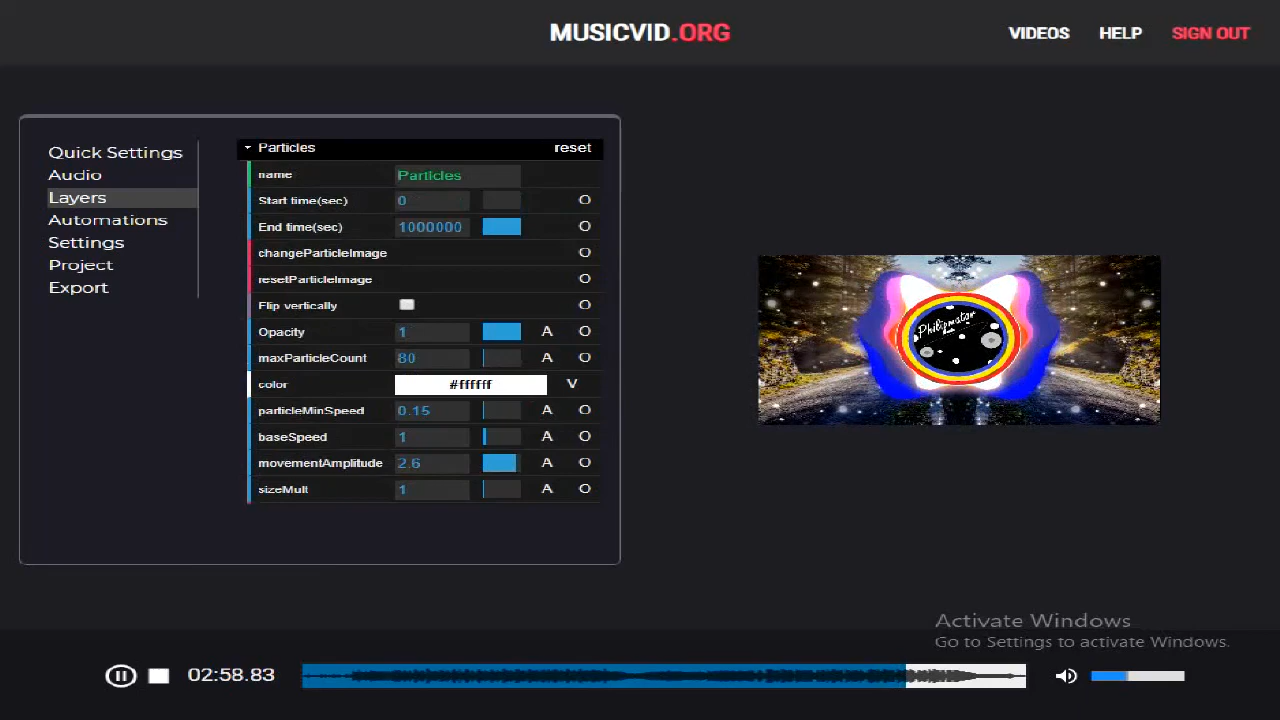 MUSICVID.ORG
VIDEOS HELP SIGN OUT
Quick Settings
Audio
Layers
Automations
Settings
Project
Export
Particles reset
name Particles
Start time(sec) 0 O
End time(sec) 1000000 O
changeParticleImage O
resetParticleImage O
Flip vertically O
Opacity 1 A O
maxParticleCount 80 A O
color #ffffff V
particleMinSpeed 0.15 A O
baseSpeed 1 A O
movementAmplitude 2.6 A O
sizeMult 1 A O
Philipmator
Activate Windows
Go to Settings to activate Windows.
02:58.83